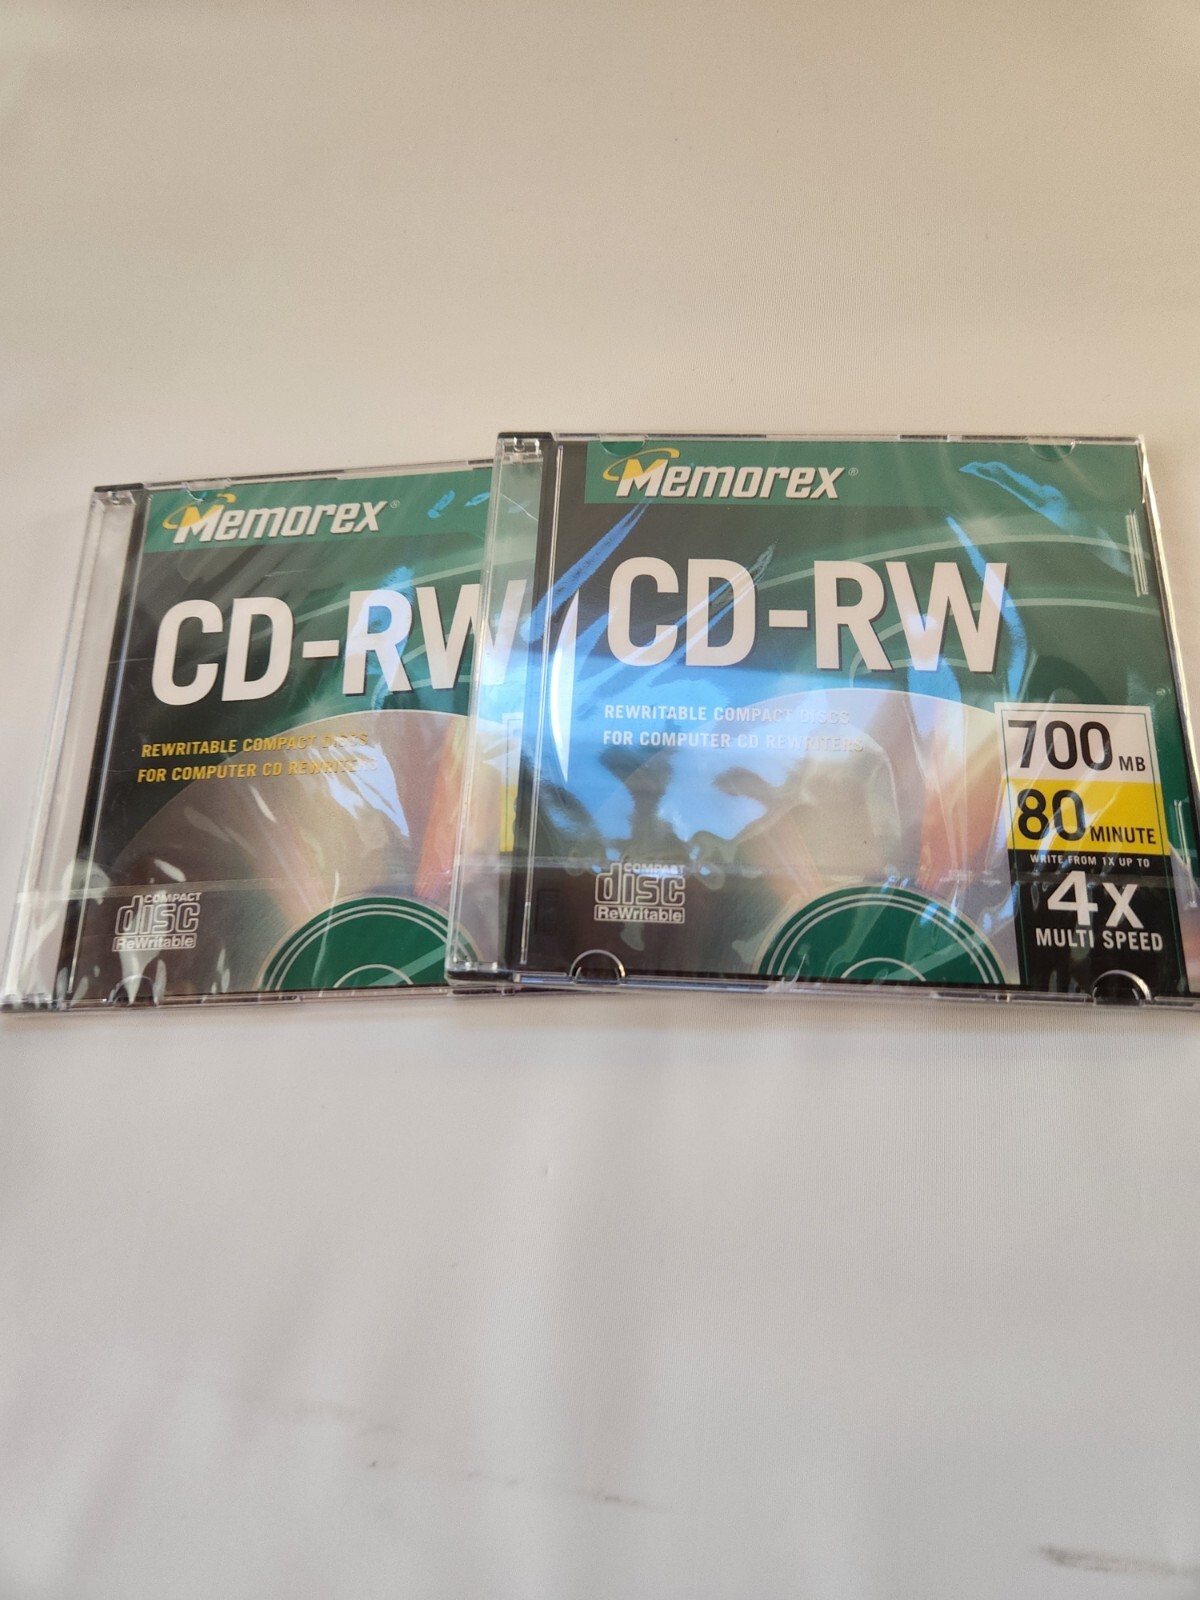 Memorex®
CD-RW
REWRITABLE COMPACT DISCS
FOR COMPUTER CD REWRITERS
COMPACT
disc
ReWritable
Memorex®
CD-RW
REWRITABLE COMPACT DISCS
FOR COMPUTER CD REWRITERS
700 MB
80 MINUTE
WRITE FROM 1X UP TO
4X
MULTI SPEED
COMPACT
disc
ReWritable